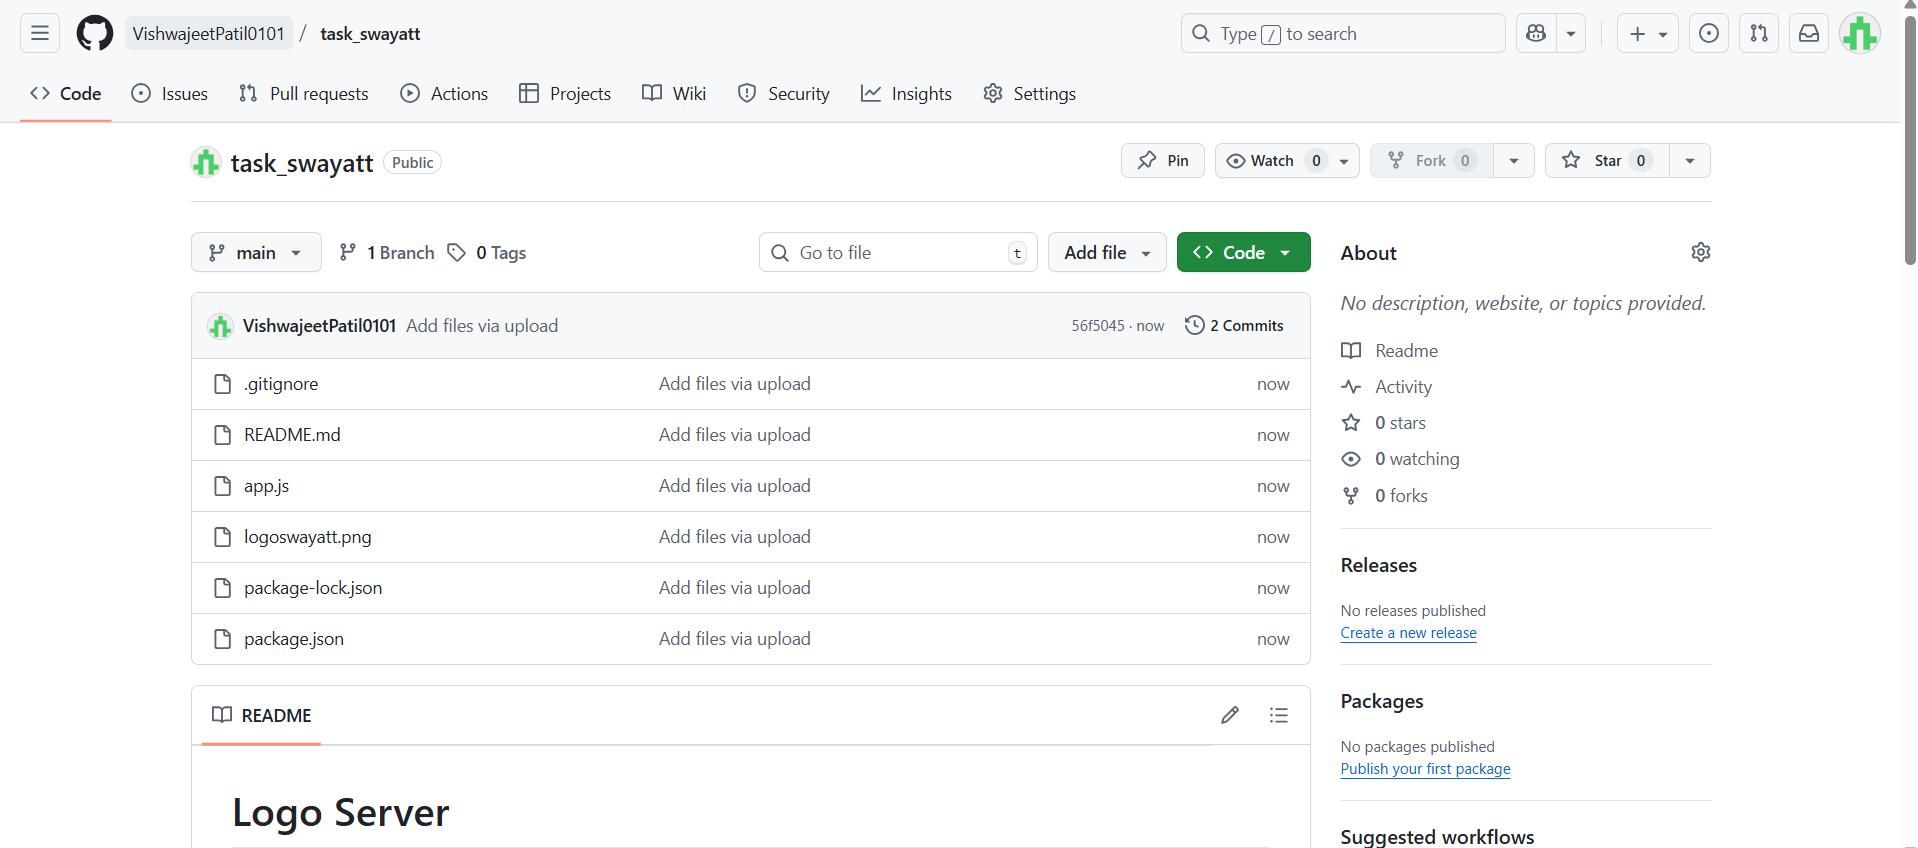 VishwajeetPatil0101 / task_swayatt
Type / to search
Code Issues Pull requests Actions Projects Wiki Security Insights Settings
task_swayatt Public
Pin Watch 0 Fork 0 Star 0
main 1 Branch 0 Tags
Go to file t Add file Code
VishwajeetPatil0101 Add files via upload 56f5045 · now 2 Commits
.gitignore Add files via upload now
README.md Add files via upload now
app.js Add files via upload now
logoswayatt.png Add files via upload now
package-lock.json Add files via upload now
package.json Add files via upload now
README
Logo Server
About
No description, website, or topics provided.
Readme
Activity
0 stars
0 watching
0 forks
Releases
No releases published
Create a new release
Packages
No packages published
Publish your first package
Suggested workflows